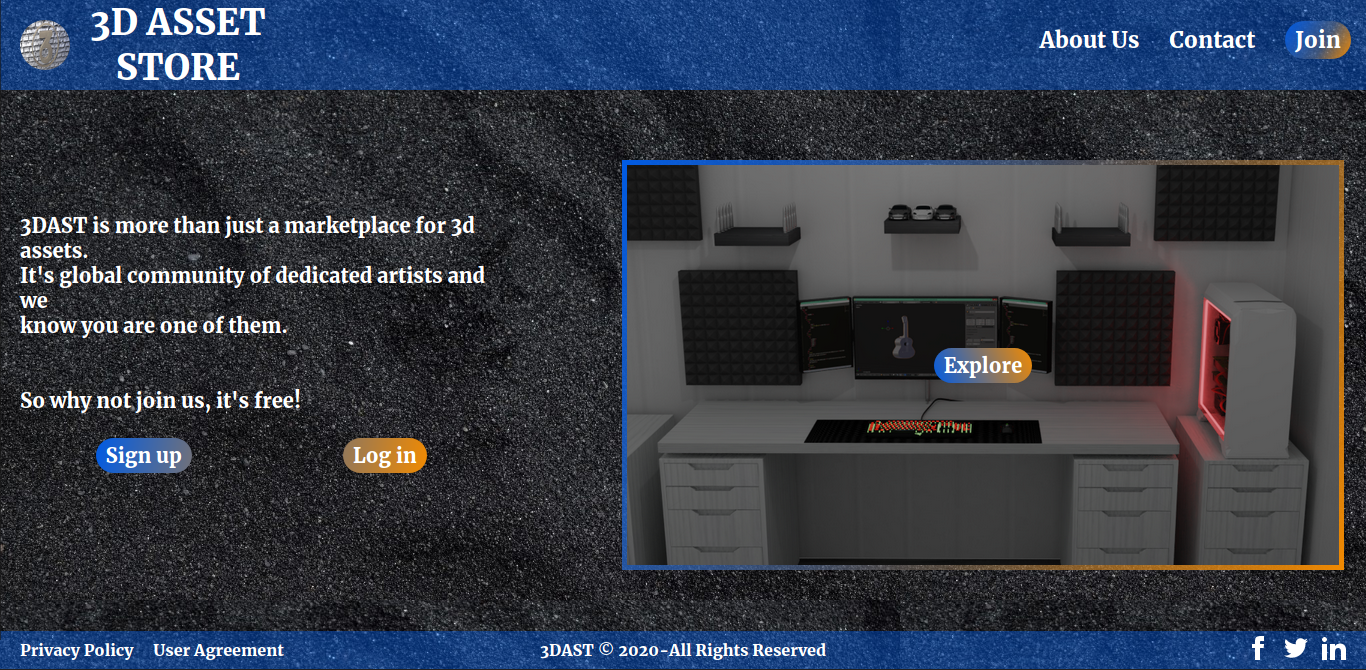 3D ASSET
STORE
About Us
Contact
Join
3DAST is more than just a marketplace for 3d
assets.
It's global community of dedicated artists and
we
know you are one of them.
So why not join us, it's free!
Sign up
Log in
Explore
Privacy Policy
User Agreement
3DAST © 2020-All Rights Reserved